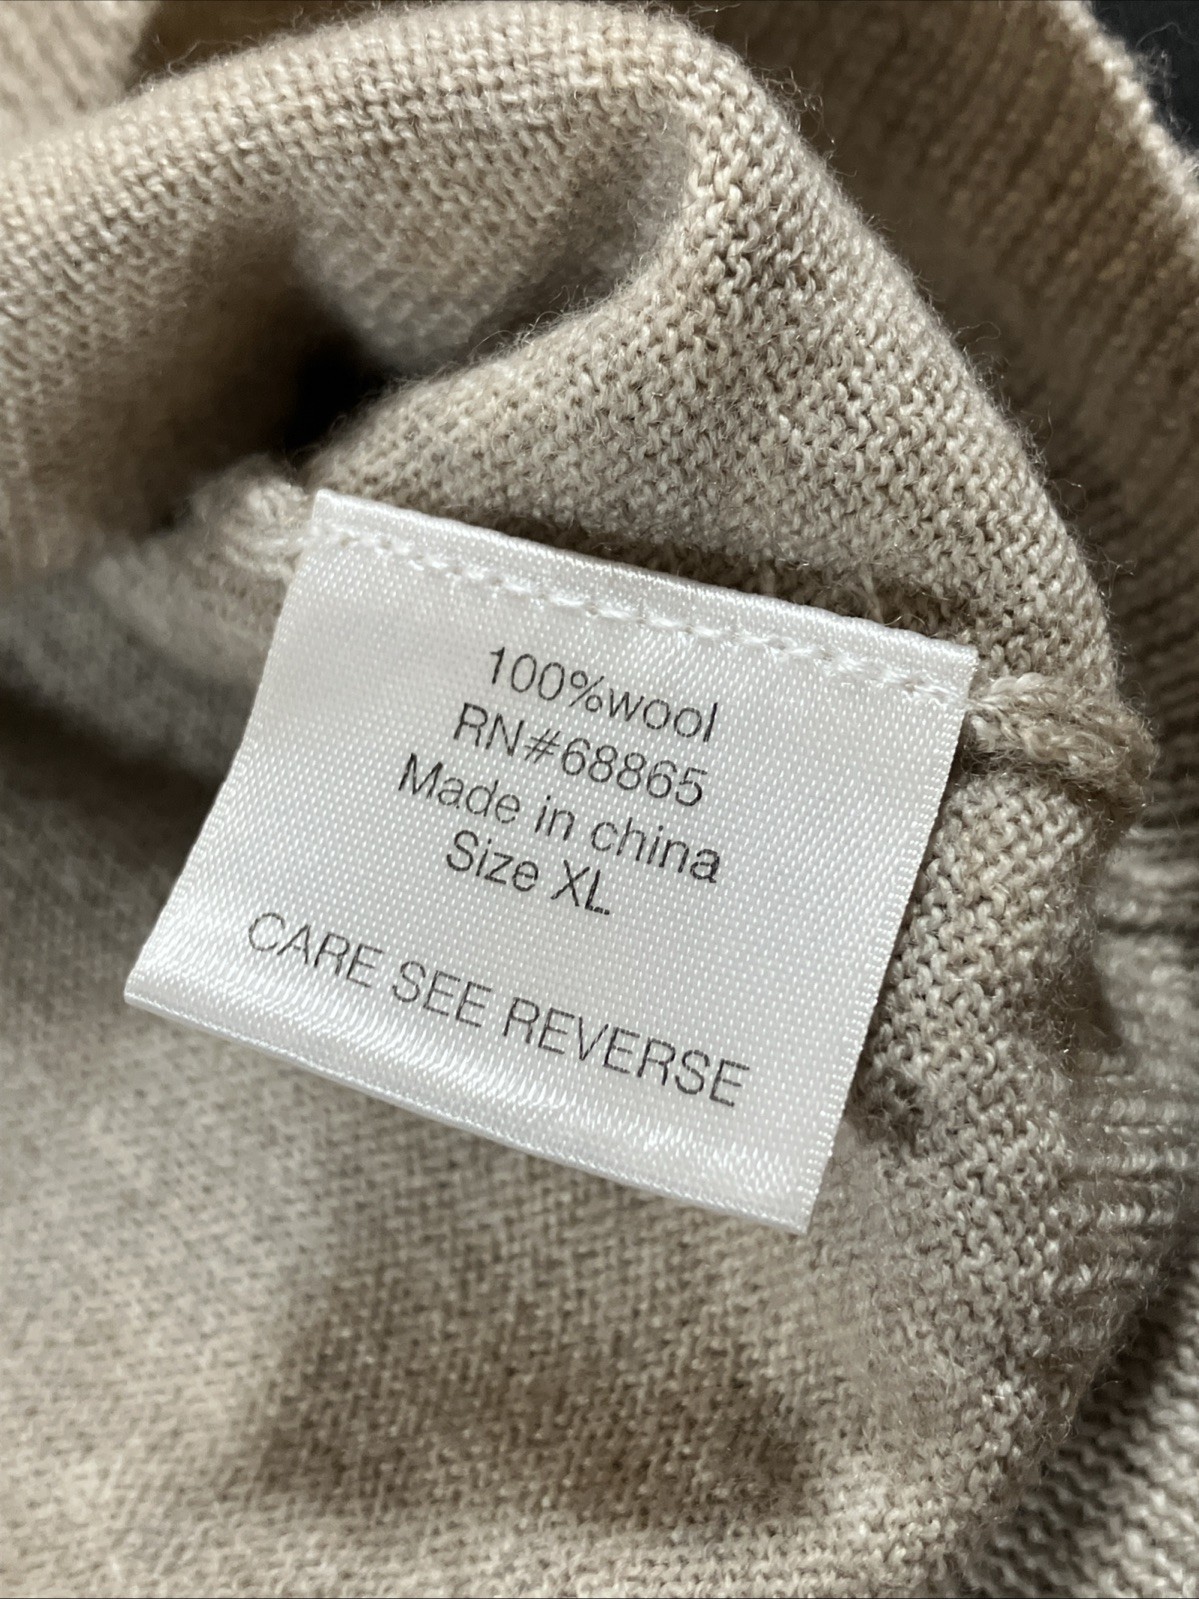 100%wool
RN#68865
Made in china
Size XL
CARE SEE REVERSE